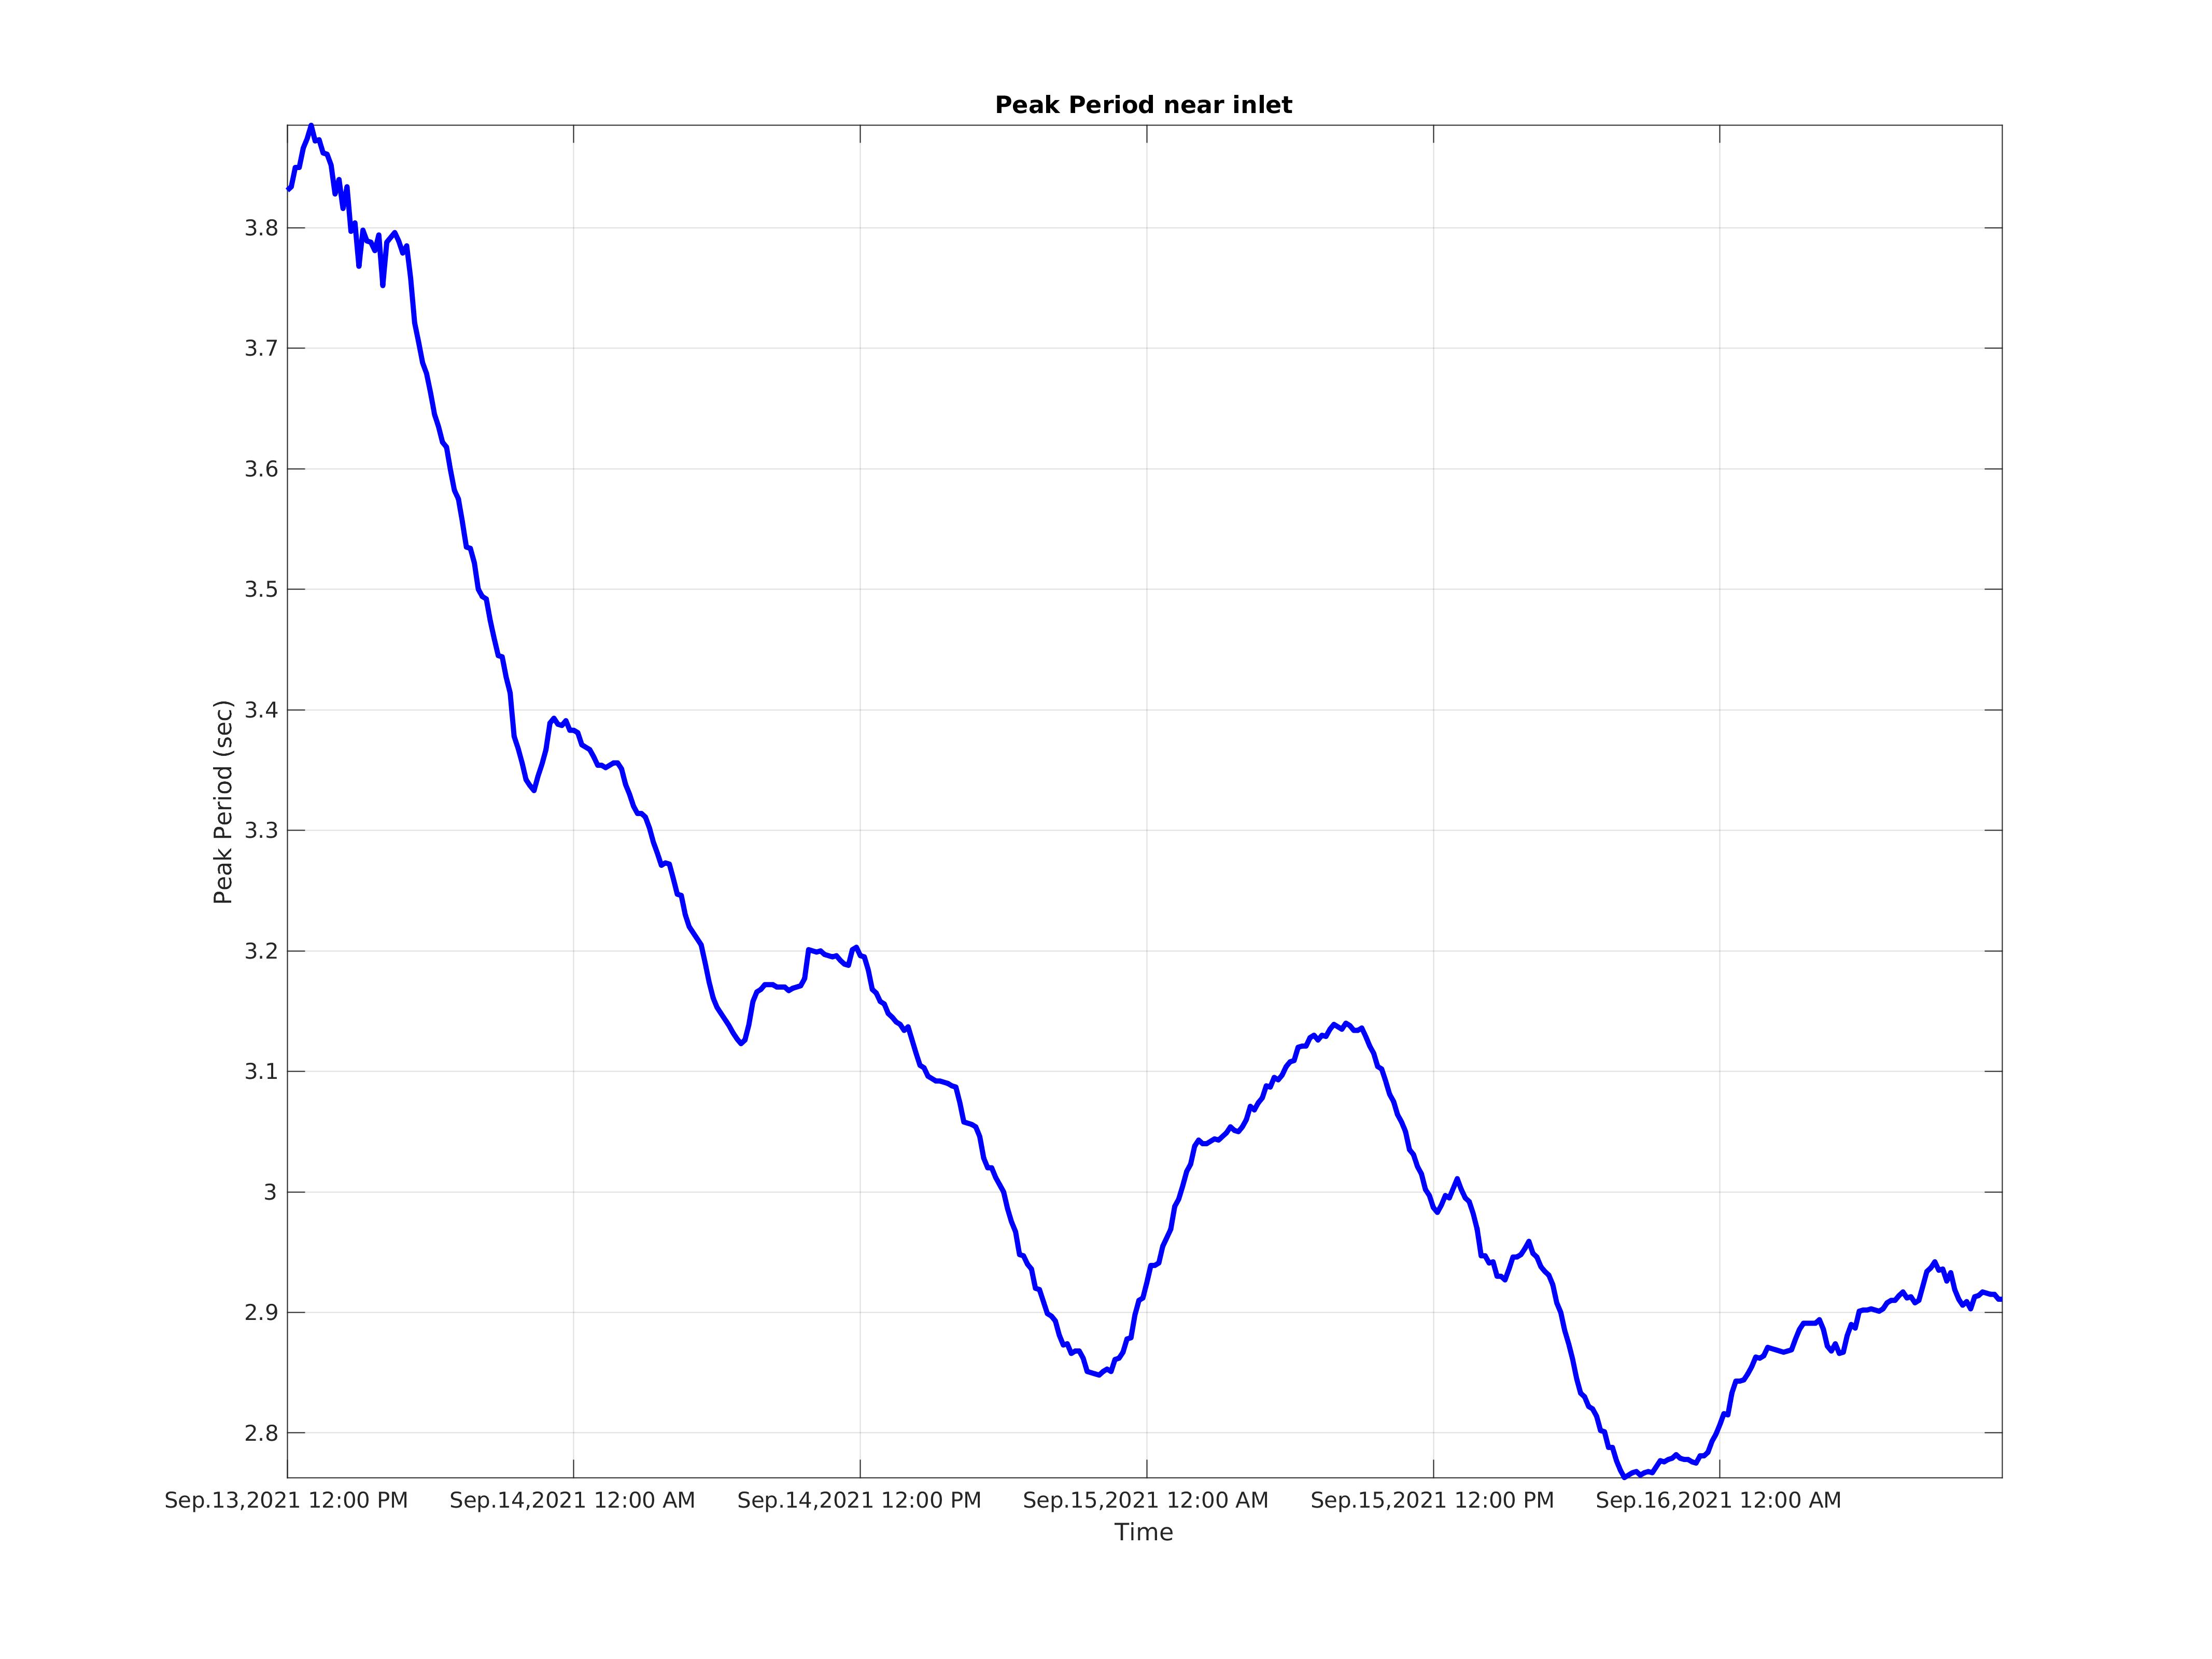 Peak Period near inlet
3.8
3.7
3.6
3.5
3.4
3.3
3.2
3.1
3
2.9
2.8
Peak Period (sec)
Sep.13,2021 12:00 PM
Sep.14,2021 12:00 AM
Sep.14,2021 12:00 PM
Sep.15,2021 12:00 AM
Sep.15,2021 12:00 PM
Sep.16,2021 12:00 AM
Time